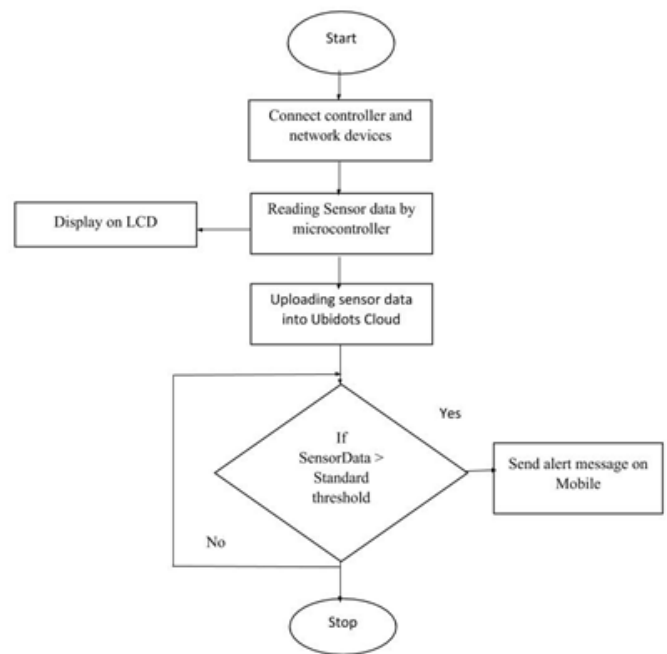 Start
Connect controller and
network devices
Display on LCD
Reading Sensor data by
microcontroller
Uploading sensor data
into Ubidots Cloud
Yes
If
SensorData >
Standard
threshold
Send alert message on
Mobile
No
Stop